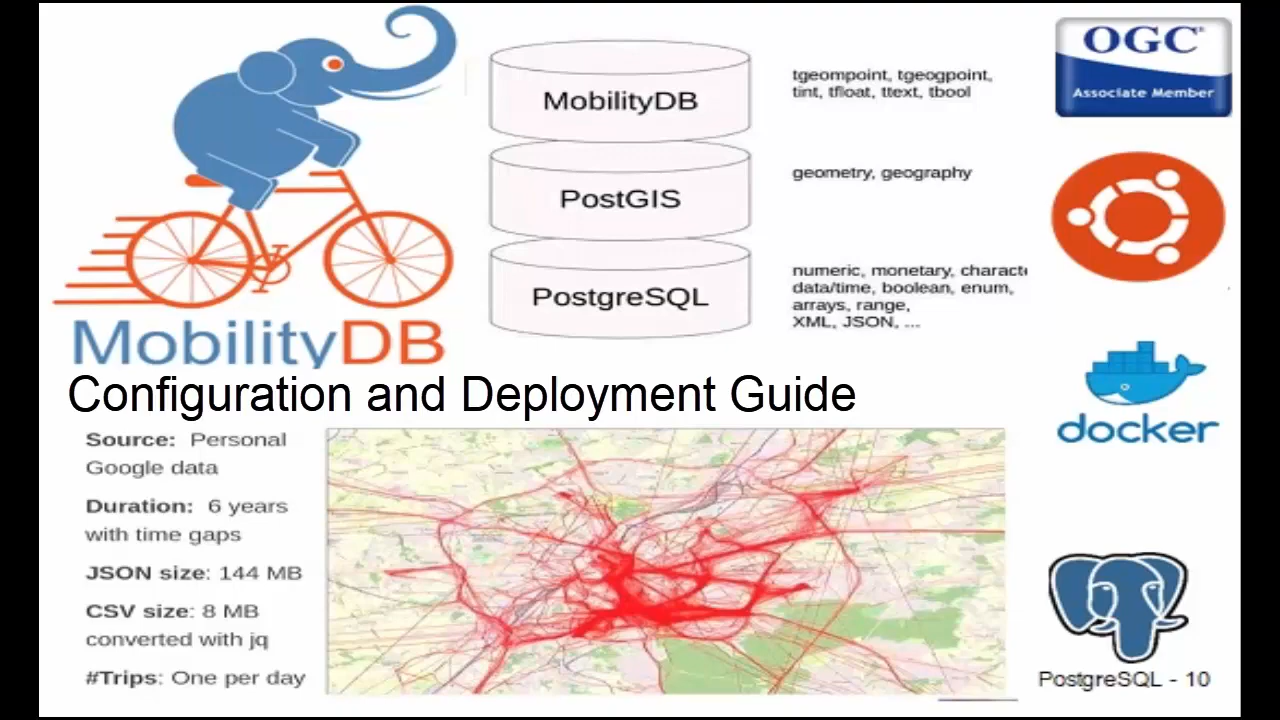 MobilityDB
tgeompoint, tgeogpoint,
tint, tfloat, ttext, tbool
PostGIS
geometry, geography
PostgreSQL
numeric, monetary, characte
data/time, boolean, enum,
arrays, range,
XML, JSON, ...
OGC
Associate Member
MobilityDB
Configuration and Deployment Guide
docker
Source: Personal
Google data
Duration: 6 years
with time gaps
JSON size: 144 MB
CSV size: 8 MB
converted with jq
#Trips: One per day
PostgreSQL - 10